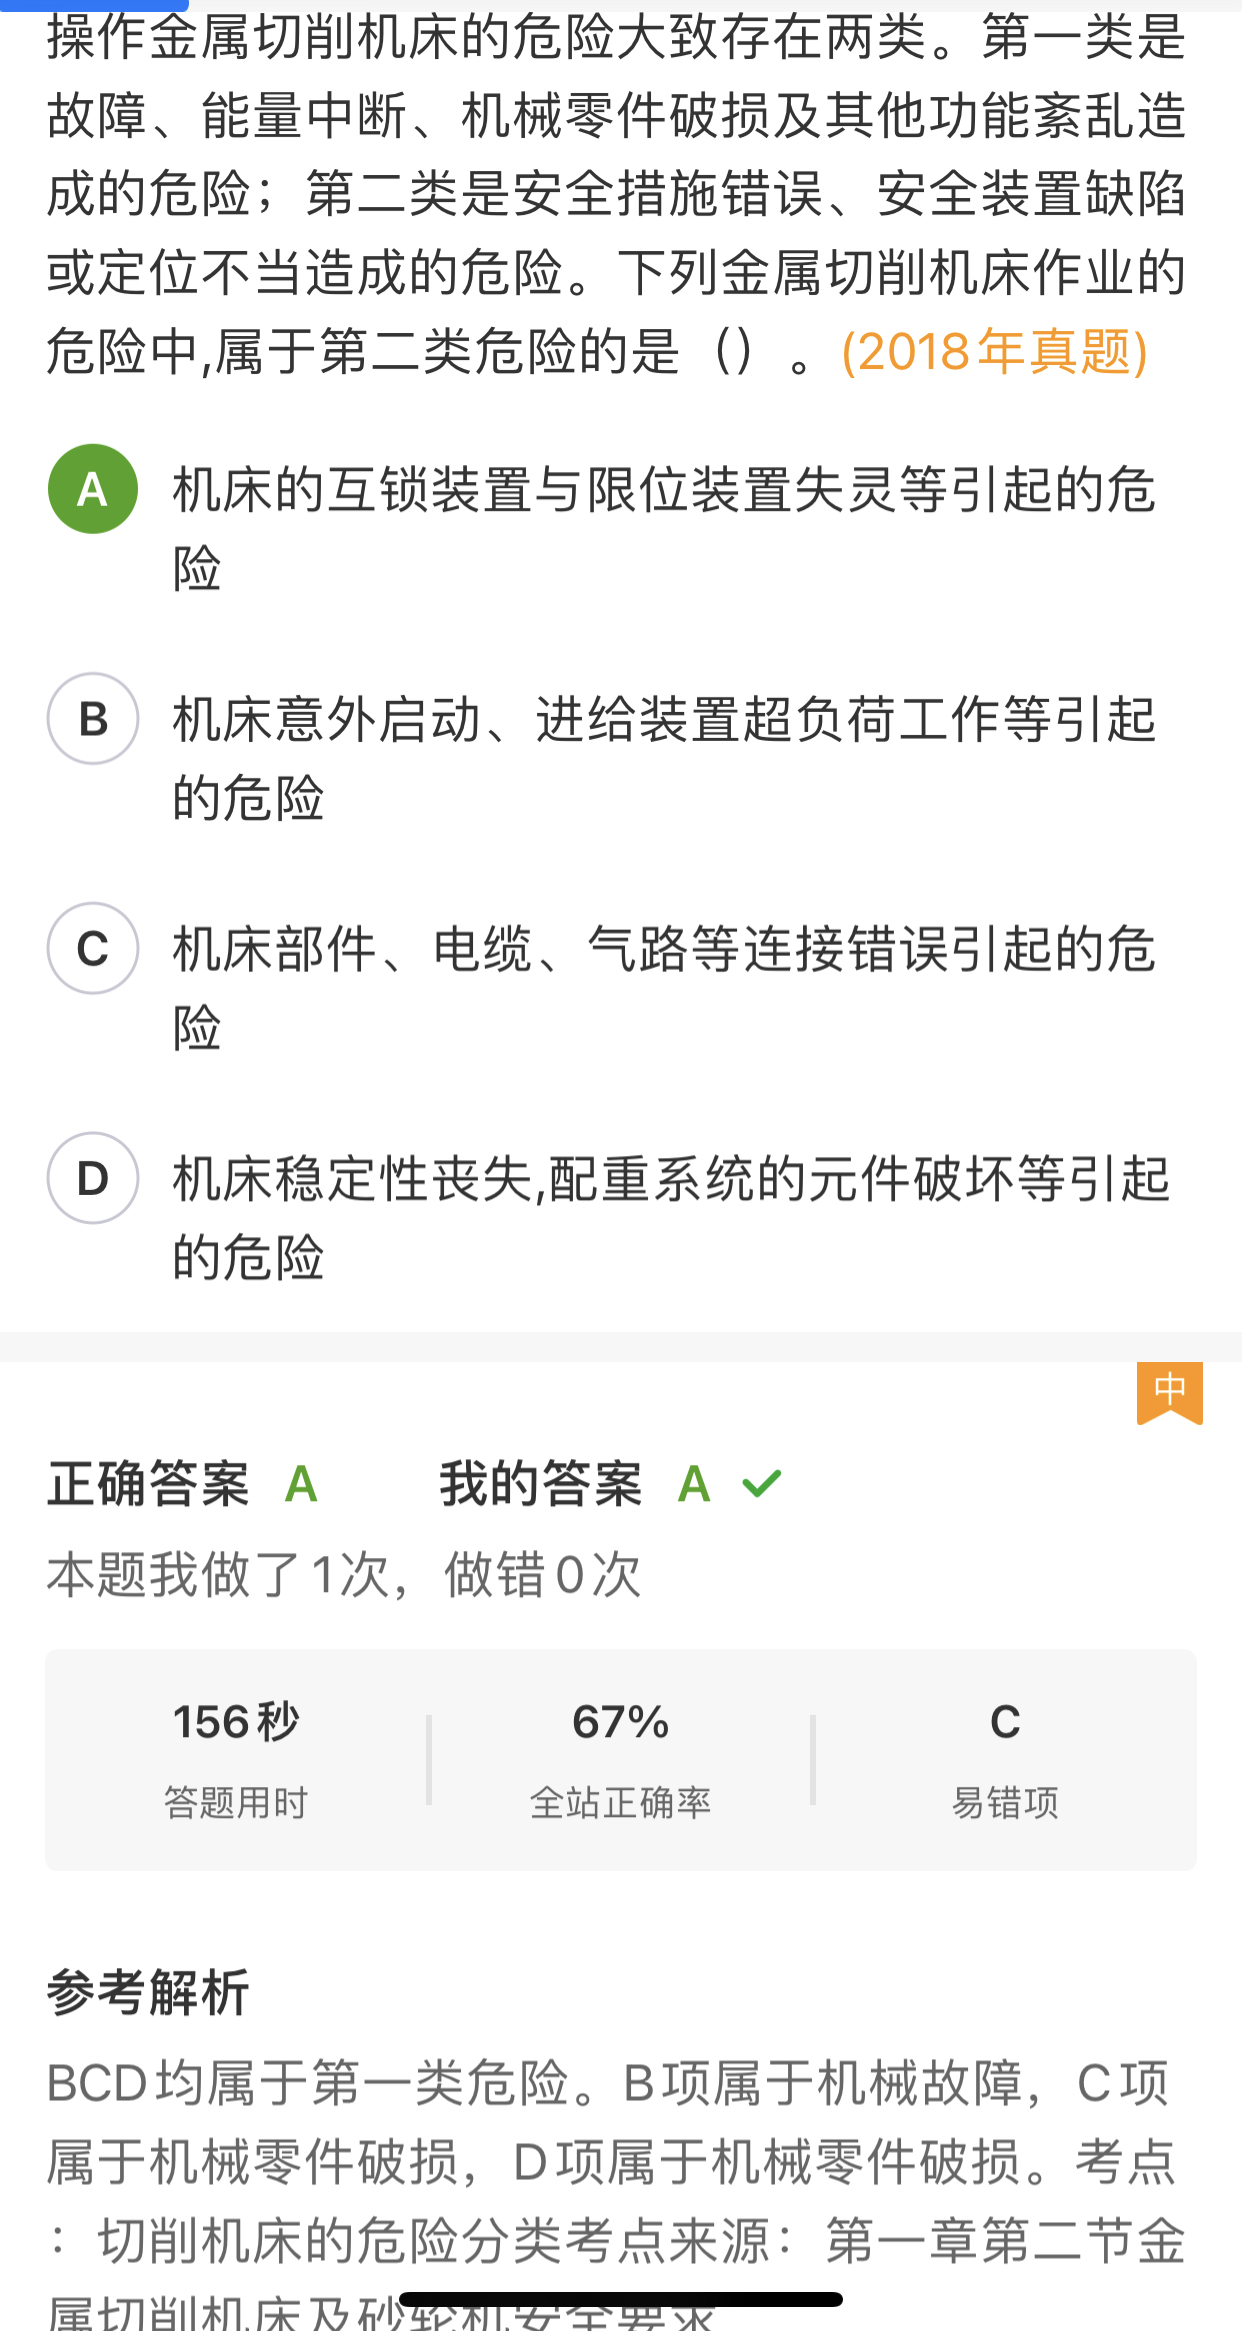 操作金属切削机床的危险大致存在两类。第一类是
故障、能量中断、机械零件破损及其他功能紊乱造
成的危险；第二类是安全措施错误、安全装置缺陷
或定位不当造成的危险。下列金属切削机床作业的
危险中,属于第二类危险的是（）。(2018年真题)
A 机床的互锁装置与限位装置失灵等引起的危
险
B 机床意外启动、进给装置超负荷工作等引起
的危险
C 机床部件、电缆、气路等连接错误引起的危
险
D 机床稳定性丧失,配重系统的元件破坏等引起
的危险
中
正确答案 A 我的答案 A
本题我做了1次，做错0次
156秒 67% C
答题用时 全站正确率 易错项
参考解析
BCD均属于第一类危险。B项属于机械故障，C项
属于机械零件破损，D项属于机械零件破损。考点
：切削机床的危险分类考点来源：第一章第二节金
属切削机床及砂轮机安全要求